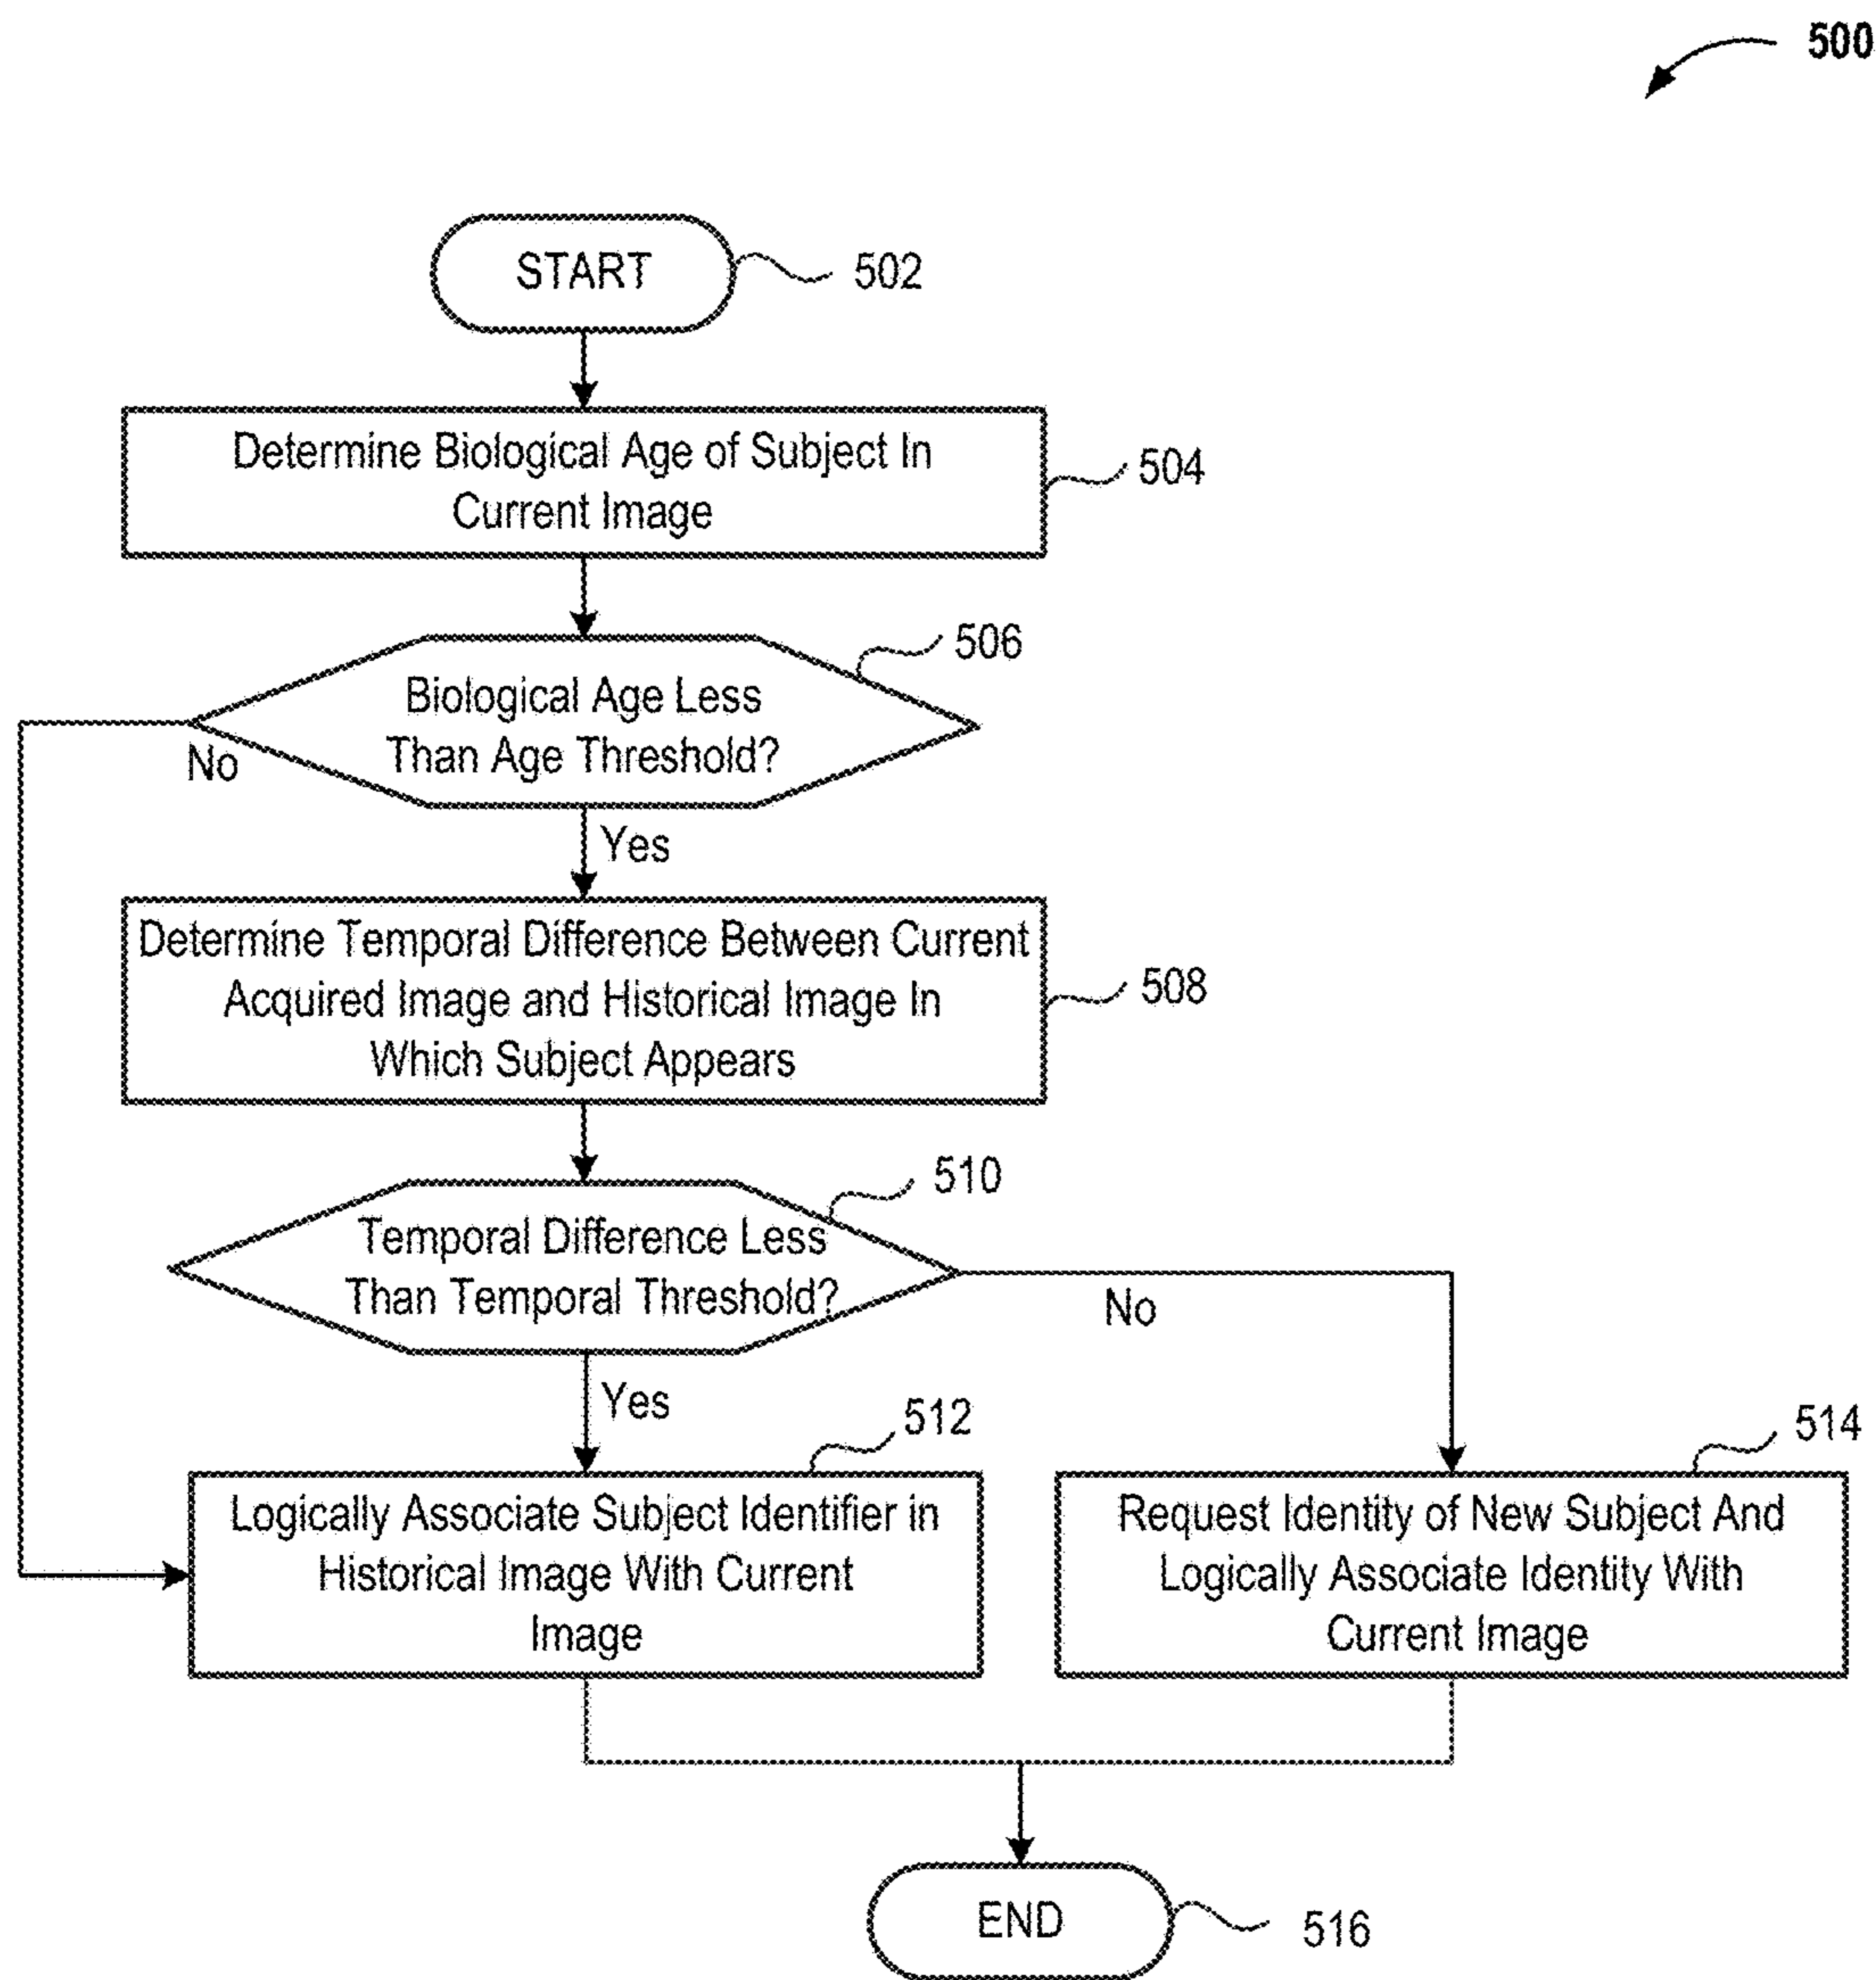 500
START
502
Determine Biological Age of Subject In
Current Image
504
506
Biological Age Less
Than Age Threshold?
No
Yes
Determine Temporal Difference Between Current
Acquired Image and Historical Image In
Which Subject Appears
508
510
Temporal Difference Less
Than Temporal Threshold?
No
Yes
512
514
Logically Associate Subject Identifier in
Historical Image With Current
Image
Request Identity of New Subject And
Logically Associate Identity With
Current Image
END
516